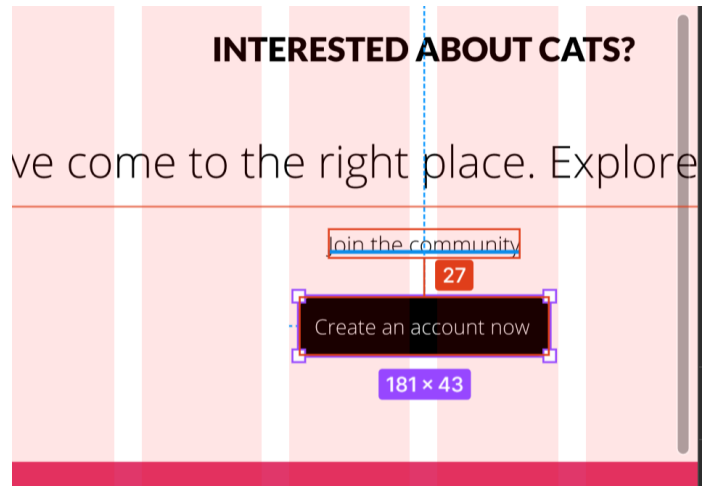 INTERESTED ABOUT CATS?
ve come to the right place. Explore
Join the community
27
Create an account now
181 × 43